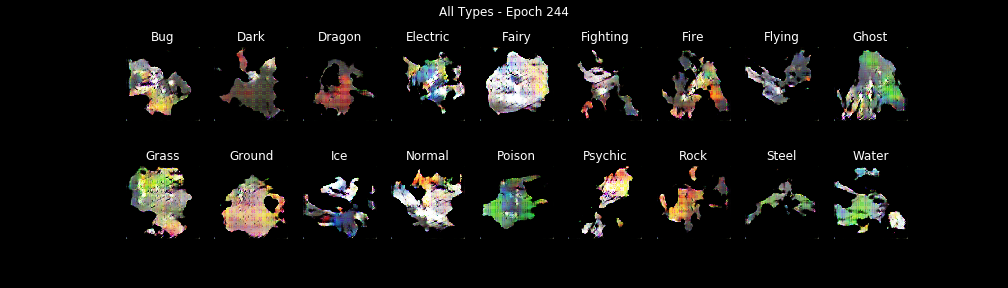 All Types - Epoch 244
Bug Dark Dragon Electric Fairy Fighting Fire Flying Ghost
Grass Ground Ice Normal Poison Psychic Rock Steel Water